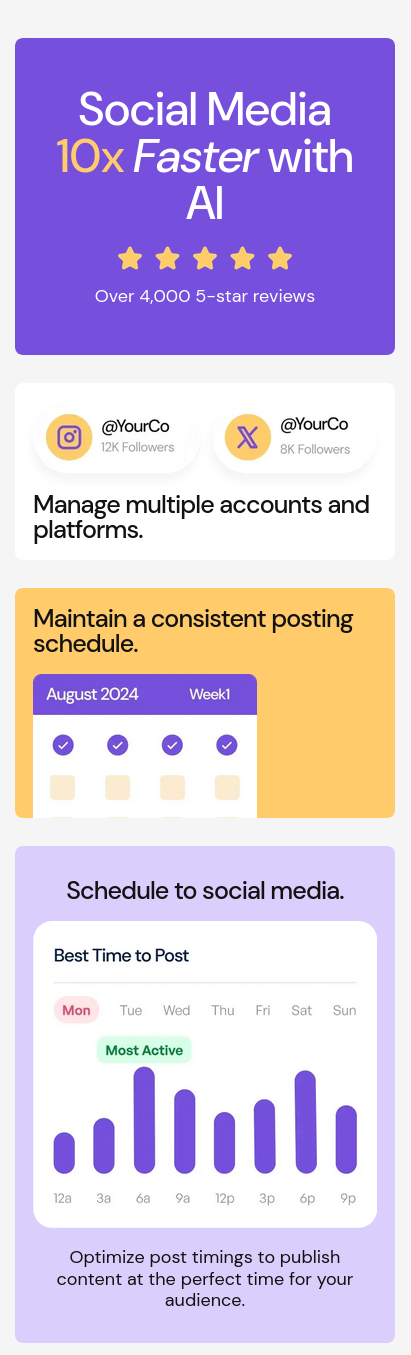 Social Media
10x Faster with
AI
Over 4,000 5-star reviews
@YourCo
12K Followers
@YourCo
8K Followers
Manage multiple accounts and
platforms.
Maintain a consistent posting
schedule.
August 2024 Week1
Schedule to social media.
Best Time to Post
Mon Tue Wed Thu Fri Sat Sun
Most Active
12a 3a 6a 9a 12p 3p 6p 9p
Optimize post timings to publish
content at the perfect time for your
audience.